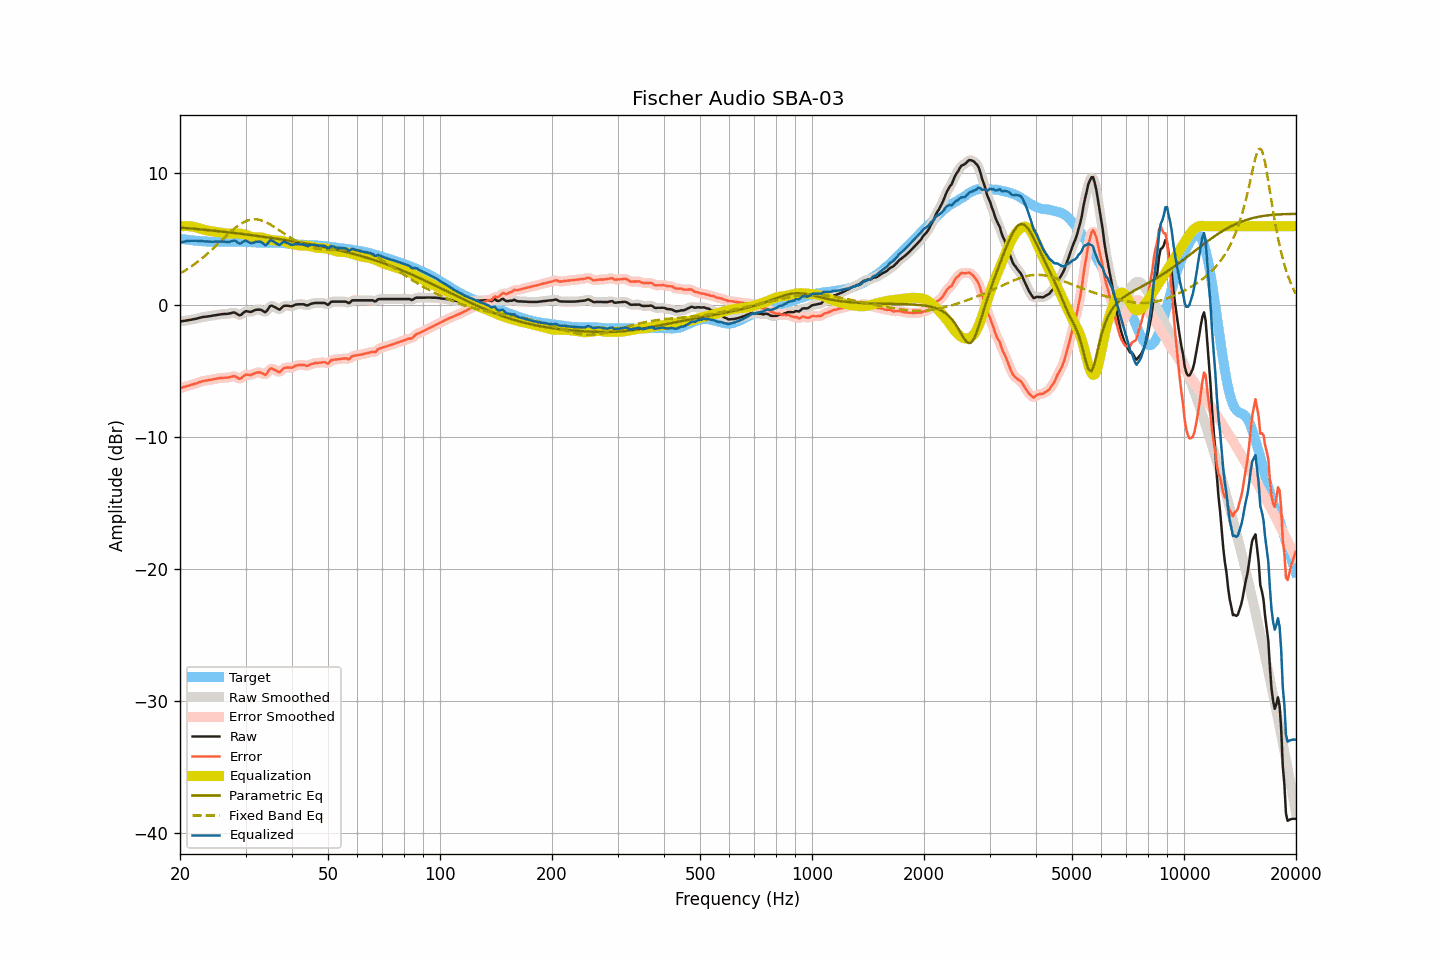 Fischer Audio SBA-03
Amplitude (dBr)
10
0
−10
−20
−30
−40
Target
Raw Smoothed
Error Smoothed
Raw
Error
Equalization
Parametric Eq
Fixed Band Eq
Equalized
20 50 100 200 500 1000 2000 5000 10000 20000
Frequency (Hz)